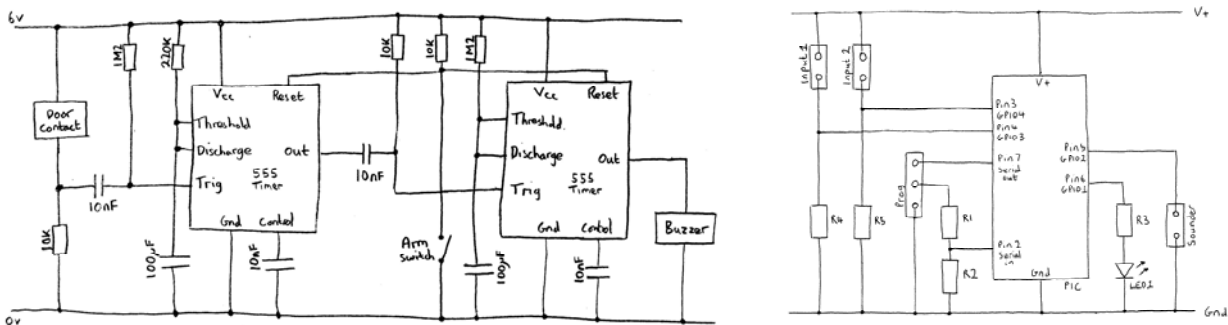 6v
1M2
220K
10K
10K
1M2
Door
contact
Vcc
Reset
Threshold
Discharge
Out
555
Timer
Trig
Gnd
Control
10nF
10K
100µF
10nF
10nF
Vcc
Reset
Threshold.
Discharge
Out
555
Timer
Trig
Gnd
Control
Arm
switch
100µF
10nF
Buzzer
0v
V+
Input 1
Input 2
V+
Pin3
GPIO4
Pin4
GPIO3
Pin7
serial
out
Pin5
GPIO2
Pin6
GPIO1
Prog
R4
R5
R1
R2
Pin 2
serial
in
Gnd
PIC
R3
LED1
Sounder
Gnd